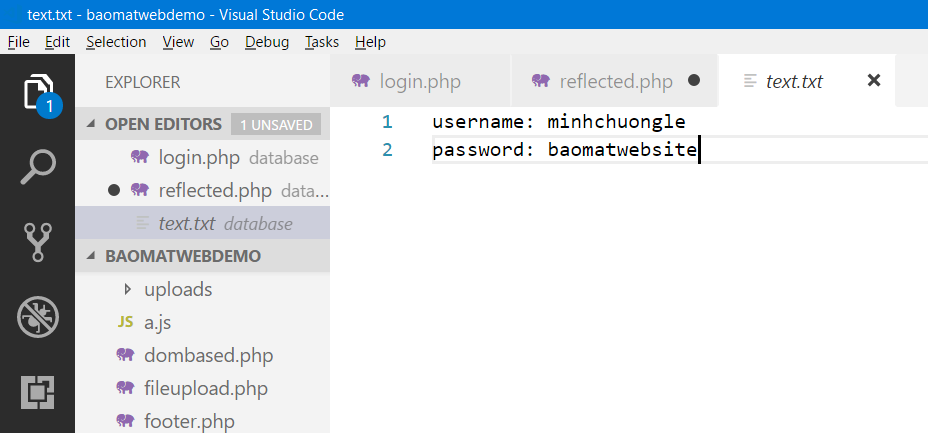 text.txt - baomatwebdemo - Visual Studio Code
File Edit Selection View Go Debug Tasks Help
1
EXPLORER
OPEN EDITORS 1 UNSAVED
login.php database
reflected.php data...
text.txt database
BAOMATWEBDEMO
uploads
JS a.js
dombased.php
fileupload.php
footer.php
login.php reflected.php text.txt
1 username: minhchuongle
2 password: baomatwebsite